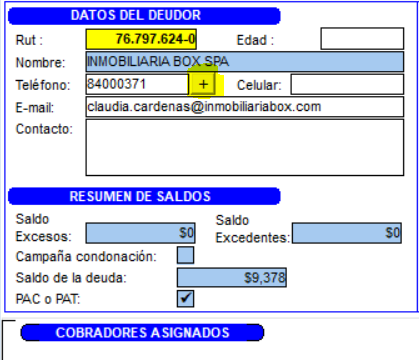 DATOS DEL DEUDOR
Rut : 76.797.624-0 Edad :
Nombre: INMOBILIARIA BOX SPA
Teléfono: 84000371 + Celular:
E-mail: claudia.cardenas@inmobiliariabox.com
Contacto:
RESUMEN DE SALDOS
Saldo Excesos: $0 Saldo Excedentes: $0
Campaña condonación:
Saldo de la deuda: $9,378
PAC o PAT: ✔
COBRADORES ASIGNADOS